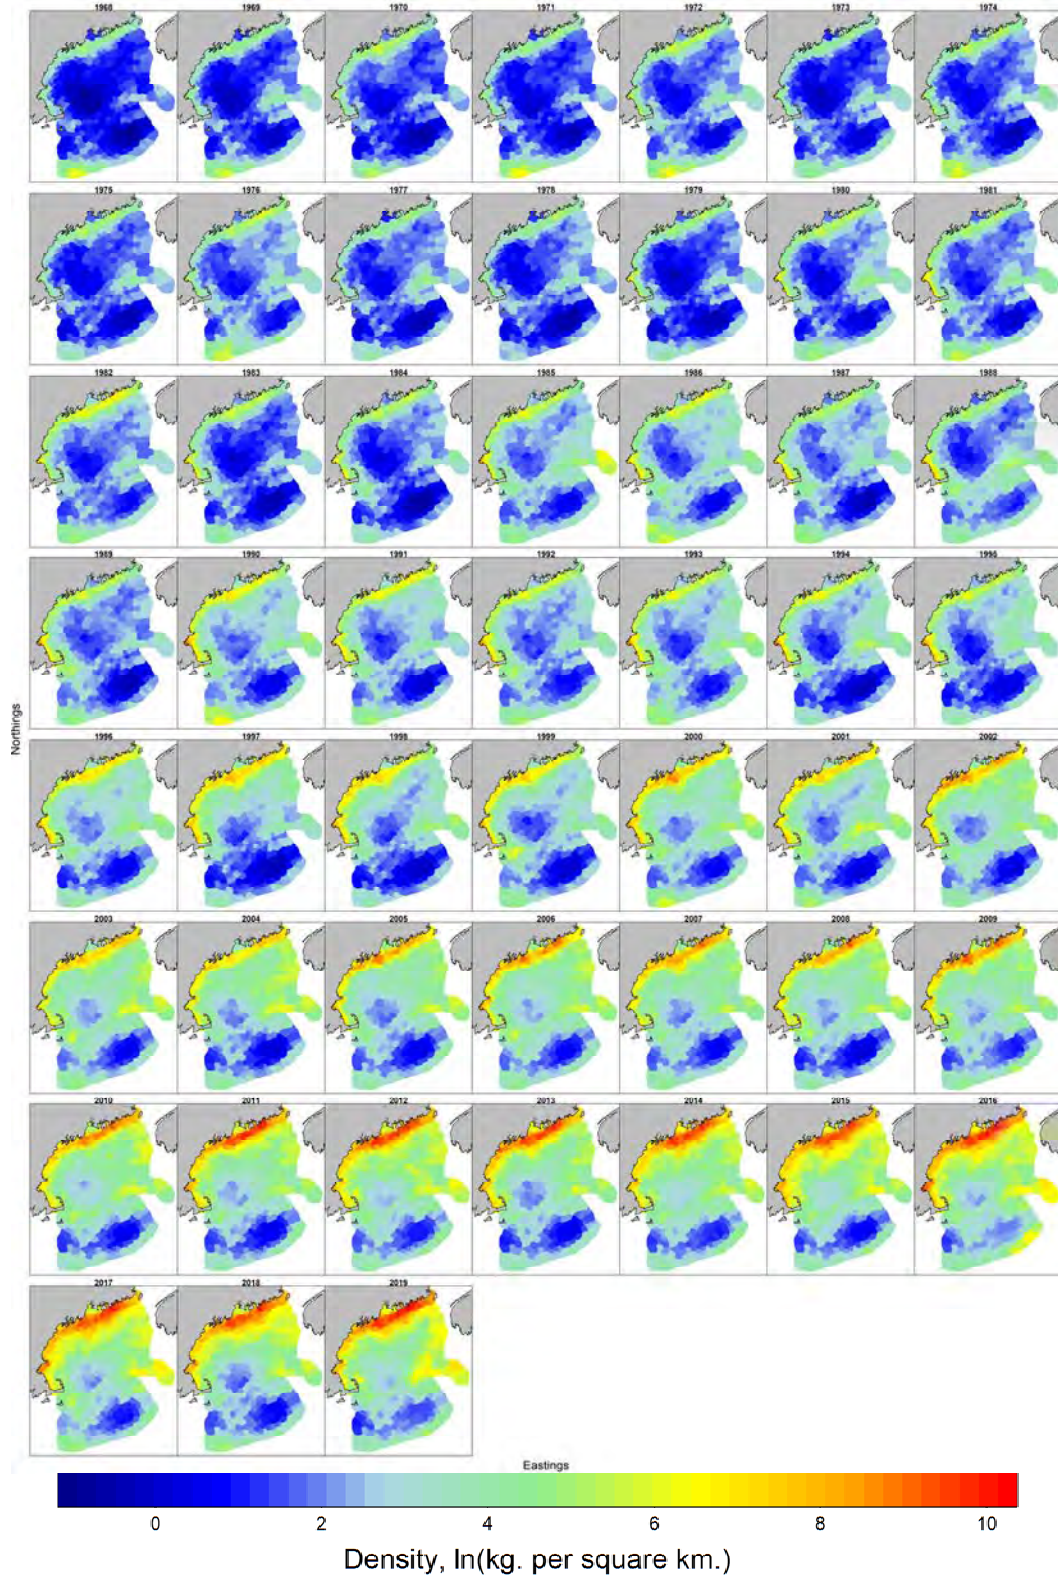 1968 1969 1970 1971 1972 1973 1974
1975 1976 1977 1978 1979 1980 1981
1982 1983 1984 1985 1986 1987 1988
1989 1990 1991 1992 1993 1994 1995
Northings
1996 1997 1998 1999 2000 2001 2002
2003 2004 2005 2006 2007 2008 2009
2010 2011 2012 2013 2014 2015 2016
2017 2018 2019
Eastings
0 2 4 6 8 10
Density, ln(kg. per square km.)